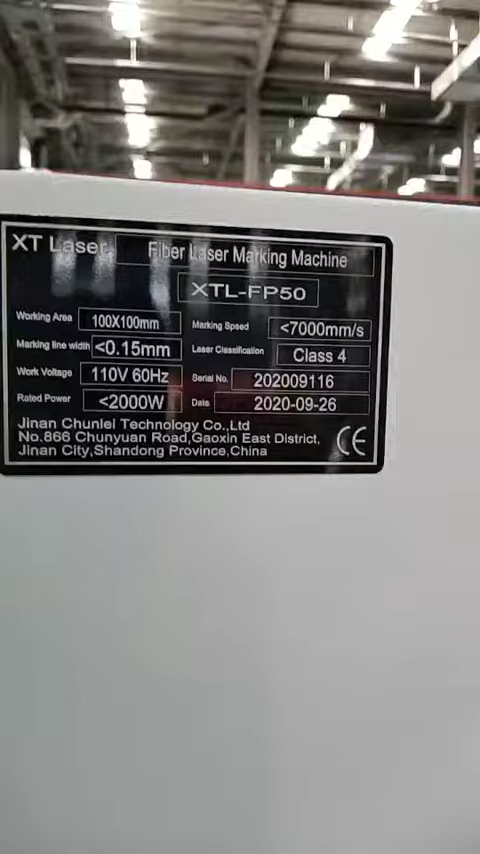 XT Laser Fiber Laser Marking Machine
XTL-FP50
Working Area 100X100mm Marking Speed <7000mm/s
Marking line width <0.15mm Laser Classification Class 4
Work Voltage 110V 60Hz Serial No. 202009116
Rated Power <2000W Date 2020-09-26
Jinan Chunlei Technology Co.,Ltd
No.866 Chunyuan Road,Gaoxin East District,
Jinan City,Shandong Province,China
CE